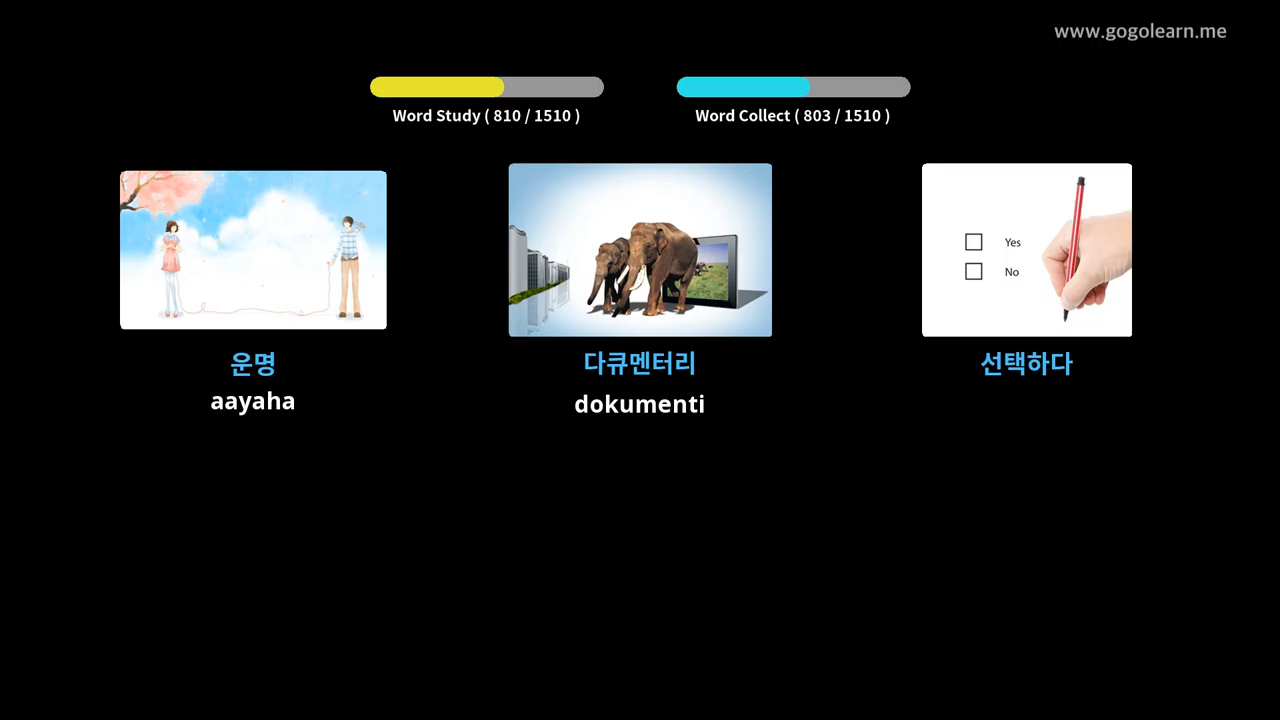 www.gogolearn.me
Word Study ( 810 / 1510 )
Word Collect ( 803 / 1510 )
Yes
No
운명
다큐멘터리
선택하다
aayaha
dokumenti